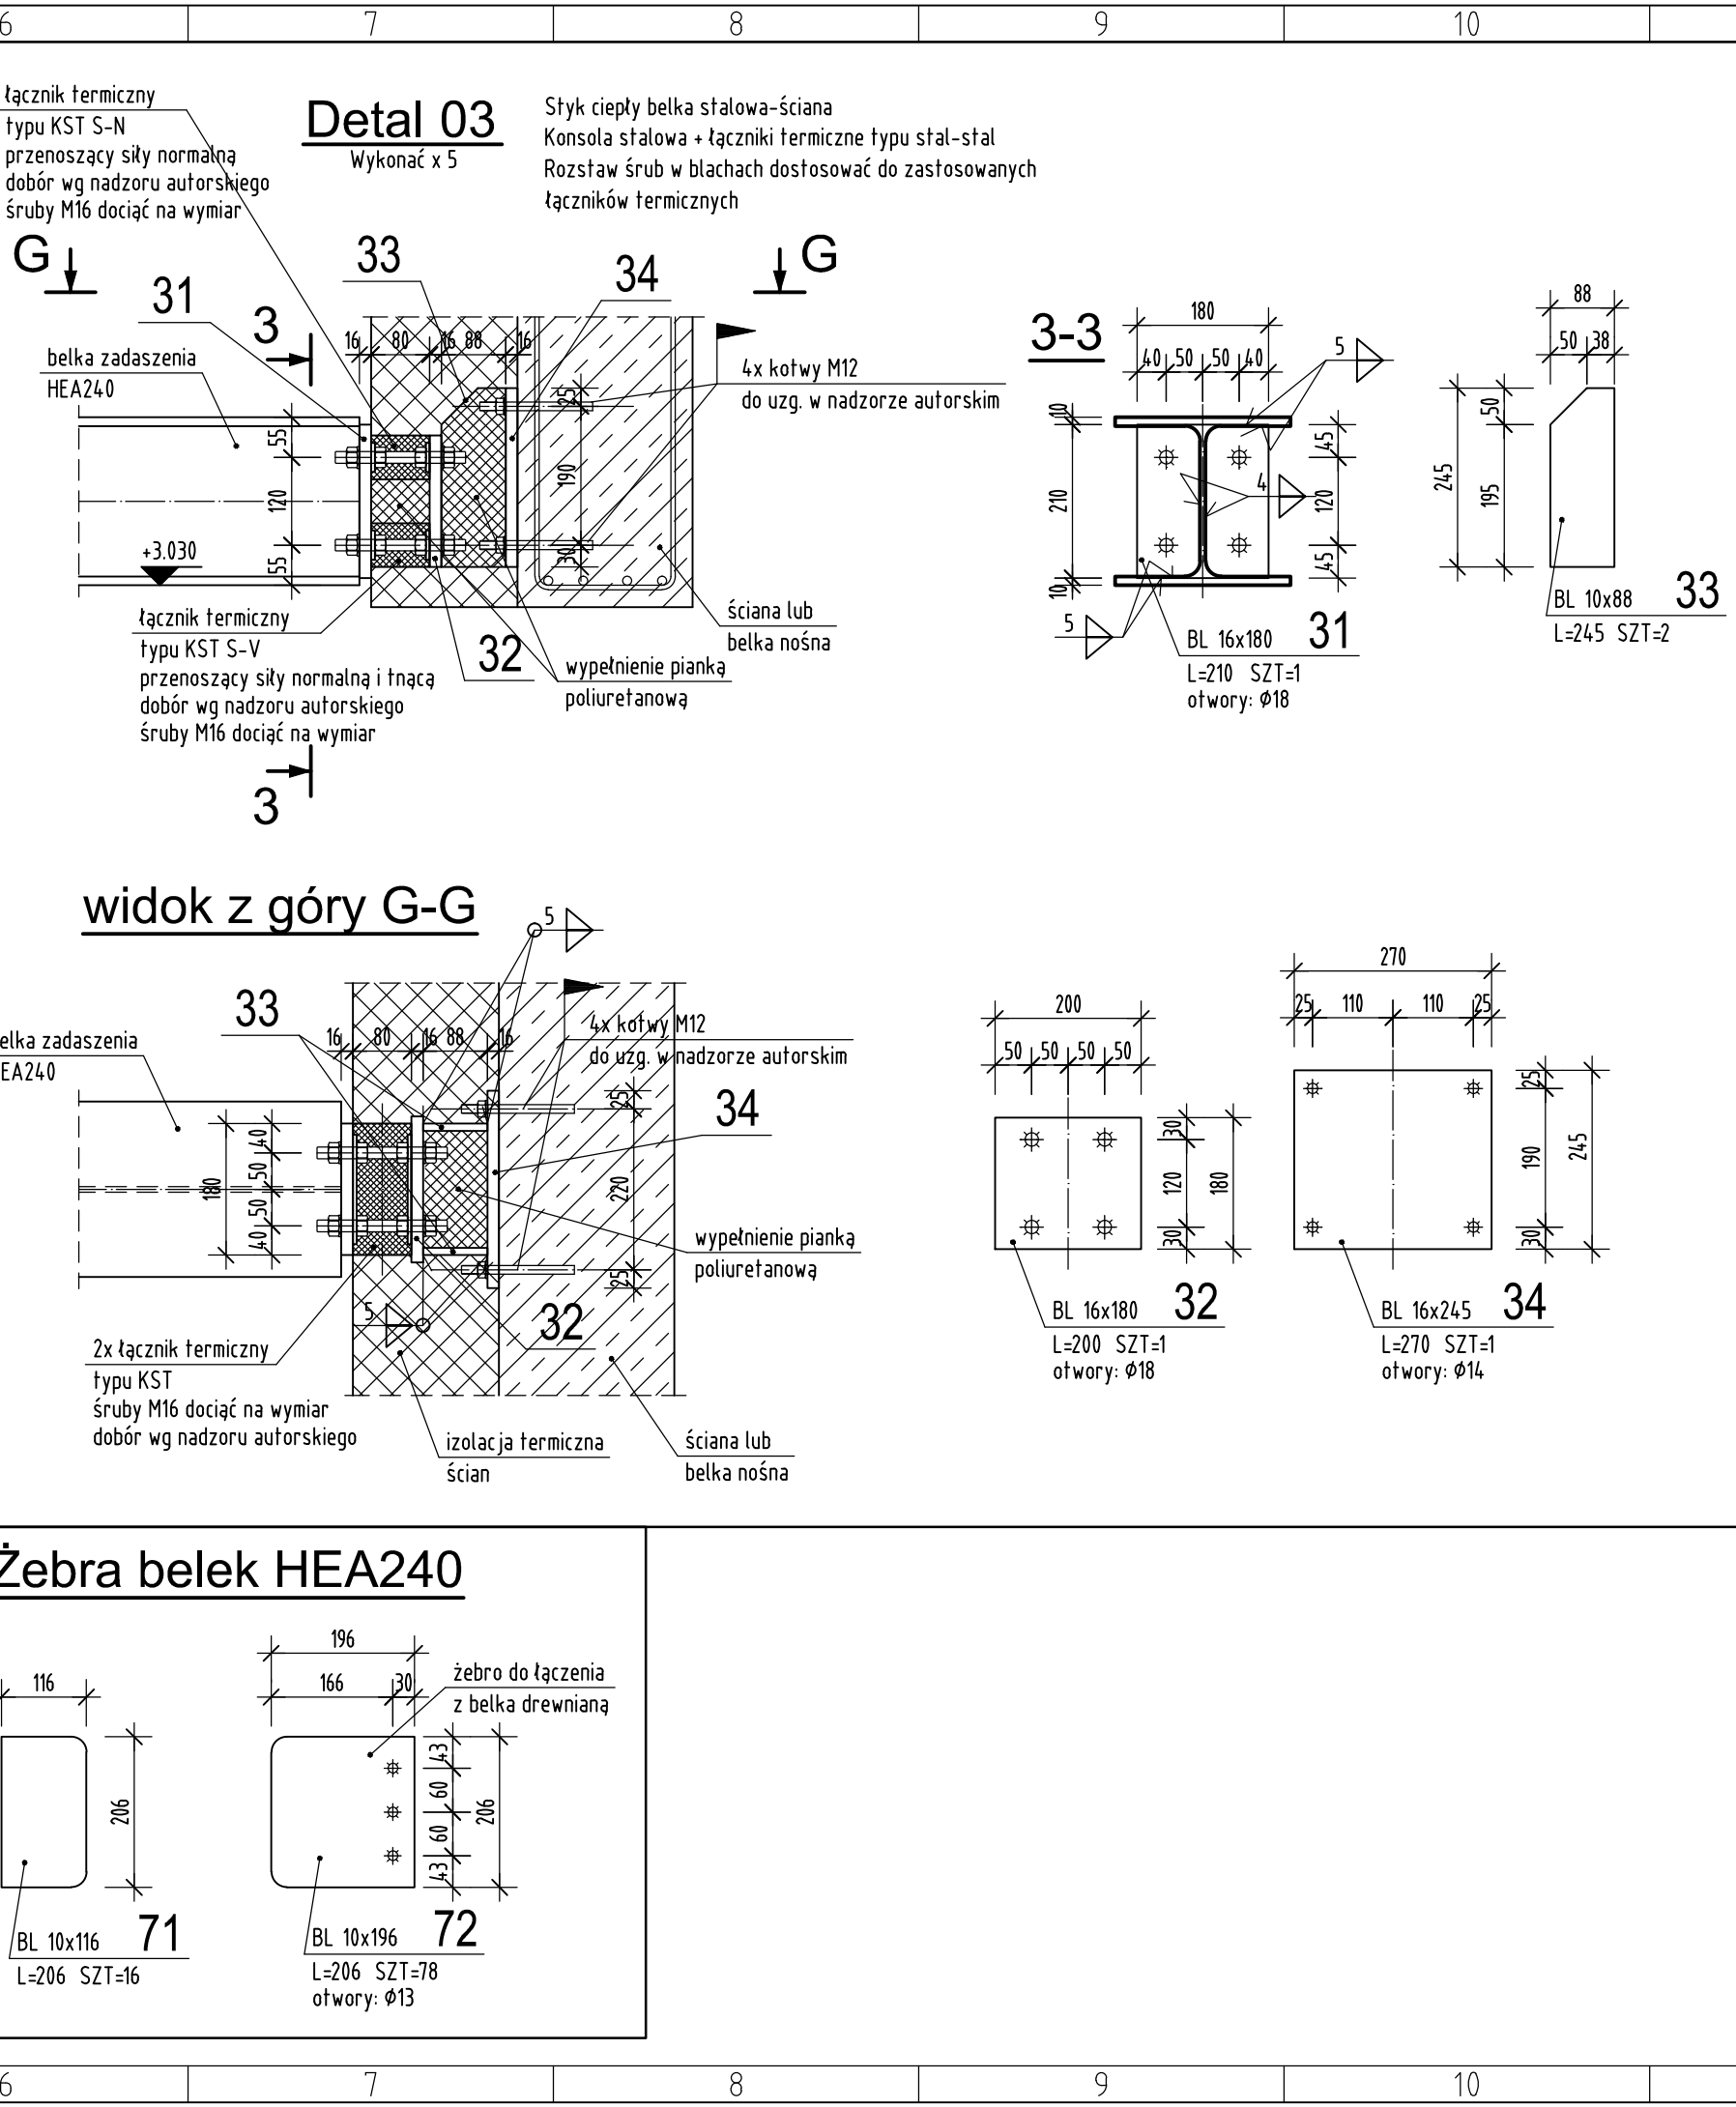 6 7 8 9 10
łącznik termiczny
typu KST S-N
przenoszący siły normalną
dobór wg nadzoru autorskiego
śruby M16 dociąć na wymiar
Detal 03
Wykonać x 5
Styk ciepły belka stalowa-ściana
Konsola stalowa + łączniki termiczne typu stal-stal
Rozstaw śrub w blachach dostosować do zastosowanych
łączników termicznych
G
G
33
34
31
3
16 80 16 88 16
belka zadaszenia
HEA240
4x kotwy M12
do uzg. w nadzorze autorskim
55
120
55
25
190
30
+3.030
łącznik termiczny
typu KST S-V
przenoszący siły normalną i tnącą
dobór wg nadzoru autorskiego
śruby M16 dociąć na wymiar
32
wypełnienie pianką
poliuretanową
ściana lub
belka nośna
3
3-3
180
40 50 50 40
5
10
210
10
45
120
45
4
5
BL 16x180 31
L=210 SZT=1
otwory: Φ18
88
50 38
50
195
245
BL 10x88 33
L=245 SZT=2
widok z góry G-G
5
33
elka zadaszenia
EA240
16 80 16 88 16
4x kotwy M12
do uzg. w nadzorze autorskim
34
180
40
50
50
40
25
220
25
wypełnienie pianką
poliuretanową
5
32
2x łącznik termiczny
typu KST
śruby M16 dociąć na wymiar
dobór wg nadzoru autorskiego
izolacja termiczna
ścian
ściana lub
belka nośna
200
50 50 50 50
30
120
30
180
BL 16x180 32
L=200 SZT=1
otwory: Φ18
270
25 110 110 25
25
190
30
245
BL 16x245 34
L=270 SZT=1
otwory: Φ14
Żebra belek HEA240
116
206
BL 10x116 71
L=206 SZT=16
196
166 30
żebro do łączenia
z belka drewnianą
43
60
60
43
206
BL 10x196 72
L=206 SZT=78
otwory: Φ13
6 7 8 9 10